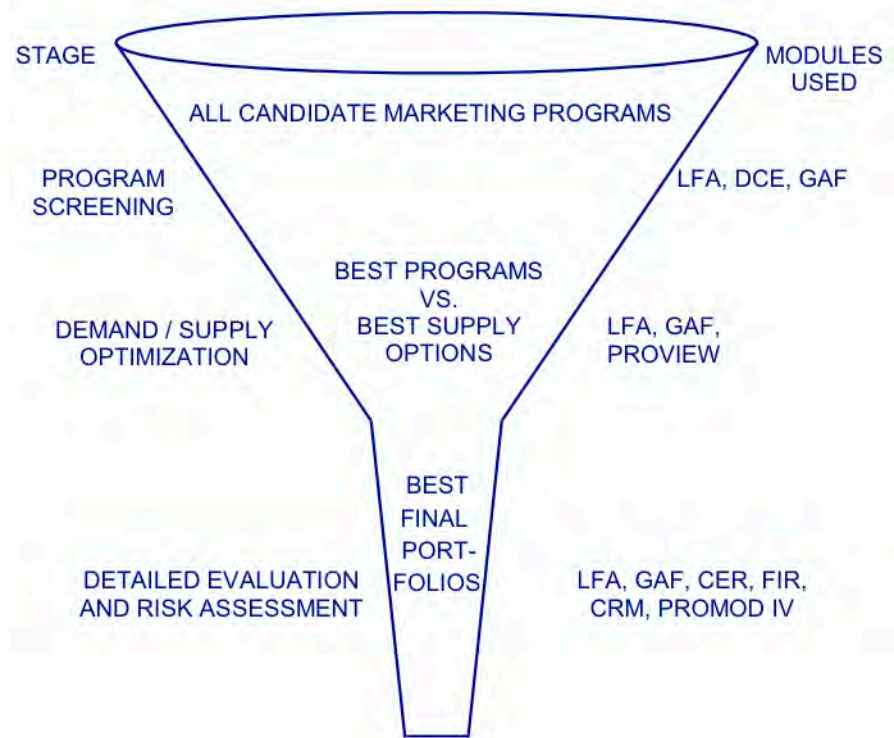 STAGE
MODULES
USED
ALL CANDIDATE MARKETING PROGRAMS
PROGRAM
SCREENING
LFA, DCE, GAF
BEST PROGRAMS
VS.
BEST SUPPLY
OPTIONS
DEMAND / SUPPLY
OPTIMIZATION
LFA, GAF,
PROVIEW
BEST
FINAL
PORT-
FOLIOS
DETAILED EVALUATION
AND RISK ASSESSMENT
LFA, GAF, CER, FIR,
CRM, PROMOD IV